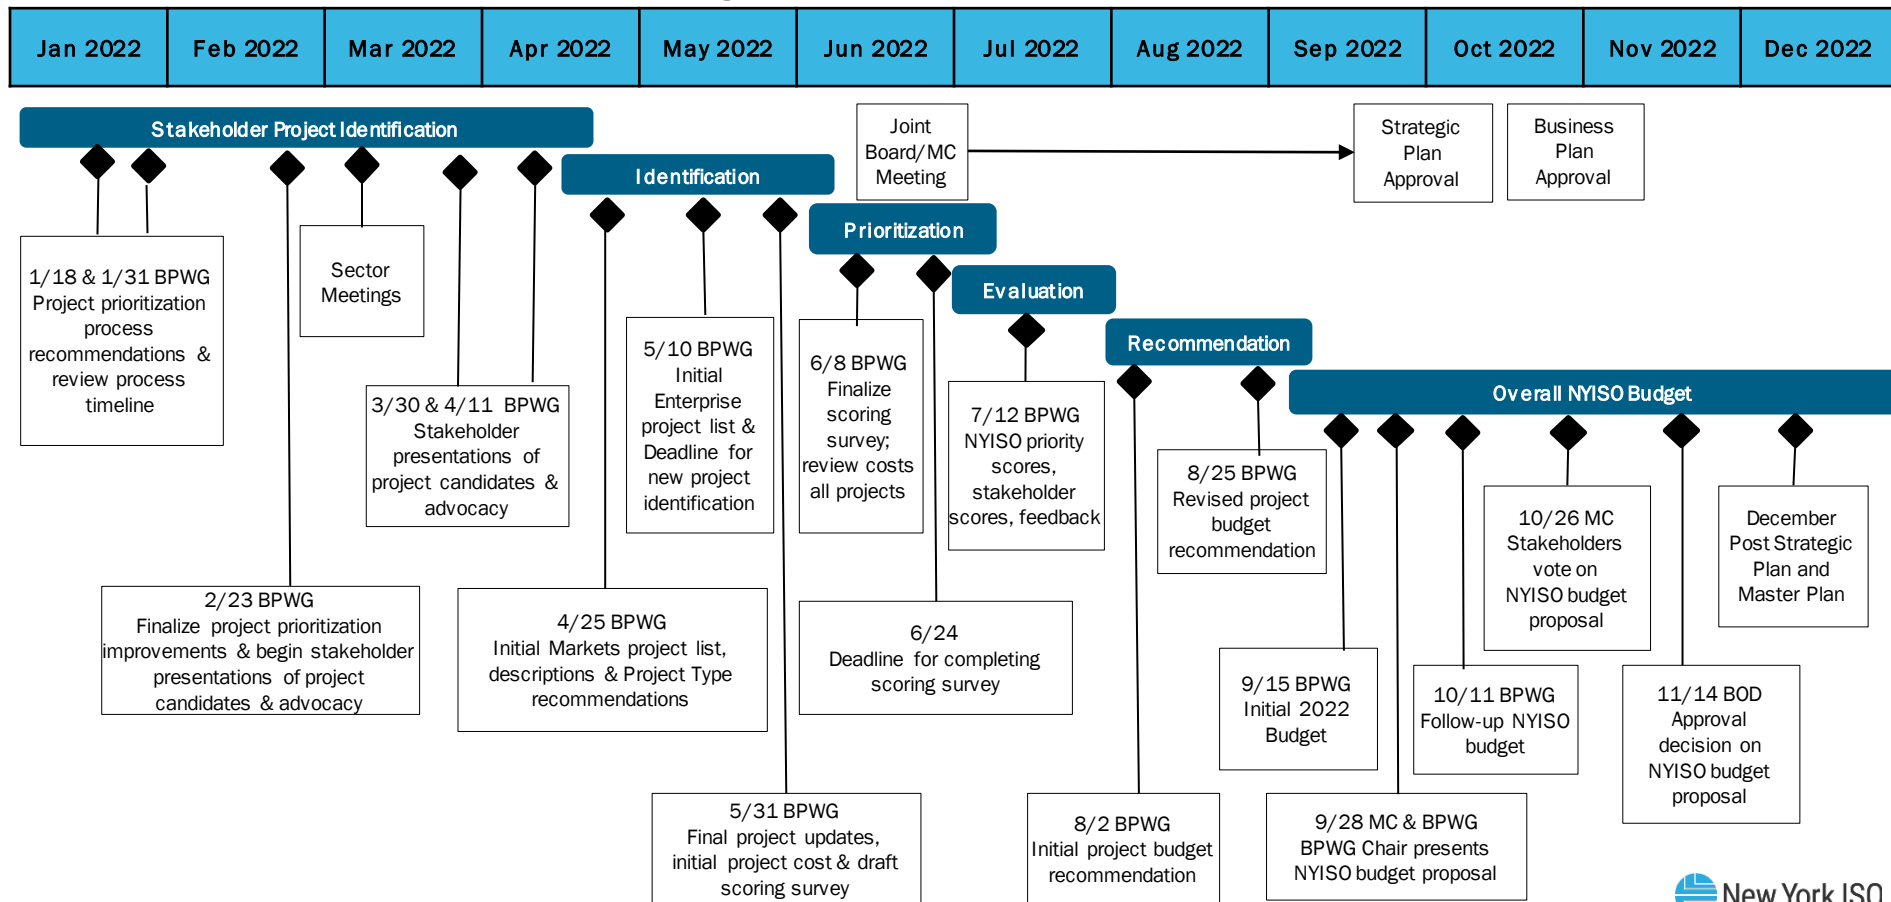 Jan 2022
Feb 2022
Mar 2022
Apr 2022
May 2022
Jun 2022
Jul 2022
Aug 2022
Sep 2022
Oct 2022
Nov 2022
Dec 2022
Stakeholder Project Identification
Identification
Prioritization
Evaluation
Recommendation
Overall NYISO Budget
Joint
Board/MC
Meeting
Strategic
Plan
Approval
Business
Plan
Approval
1/18 & 1/31 BPWG
Project prioritization
process
recommendations &
review process
timeline
2/23 BPWG
Finalize project prioritization
improvements & begin stakeholder
presentations of project
candidates & advocacy
Sector
Meetings
3/30 & 4/11 BPWG
Stakeholder
presentations of
project candidates &
advocacy
4/25 BPWG
Initial Markets project list,
descriptions & Project Type
recommendations
5/10 BPWG
Initial
Enterprise
project list &
Deadline for
new project
identification
5/31 BPWG
Final project updates,
initial project cost & draft
scoring survey
6/8 BPWG
Finalize
scoring
survey;
review costs
all projects
6/24
Deadline for completing
scoring survey
7/12 BPWG
NYISO priority
scores,
stakeholder
scores, feedback
8/2 BPWG
Initial project budget
recommendation
8/25 BPWG
Revised project
budget
recommendation
9/15 BPWG
Initial 2022
Budget
9/28 MC & BPWG
BPWG Chair presents
NYISO budget proposal
10/11 BPWG
Follow-up NYISO
budget
10/26 MC
Stakeholders
vote on
NYISO budget
proposal
11/14 BOD
Approval
decision on
NYISO budget
proposal
December
Post Strategic
Plan and
Master Plan
New York ISO